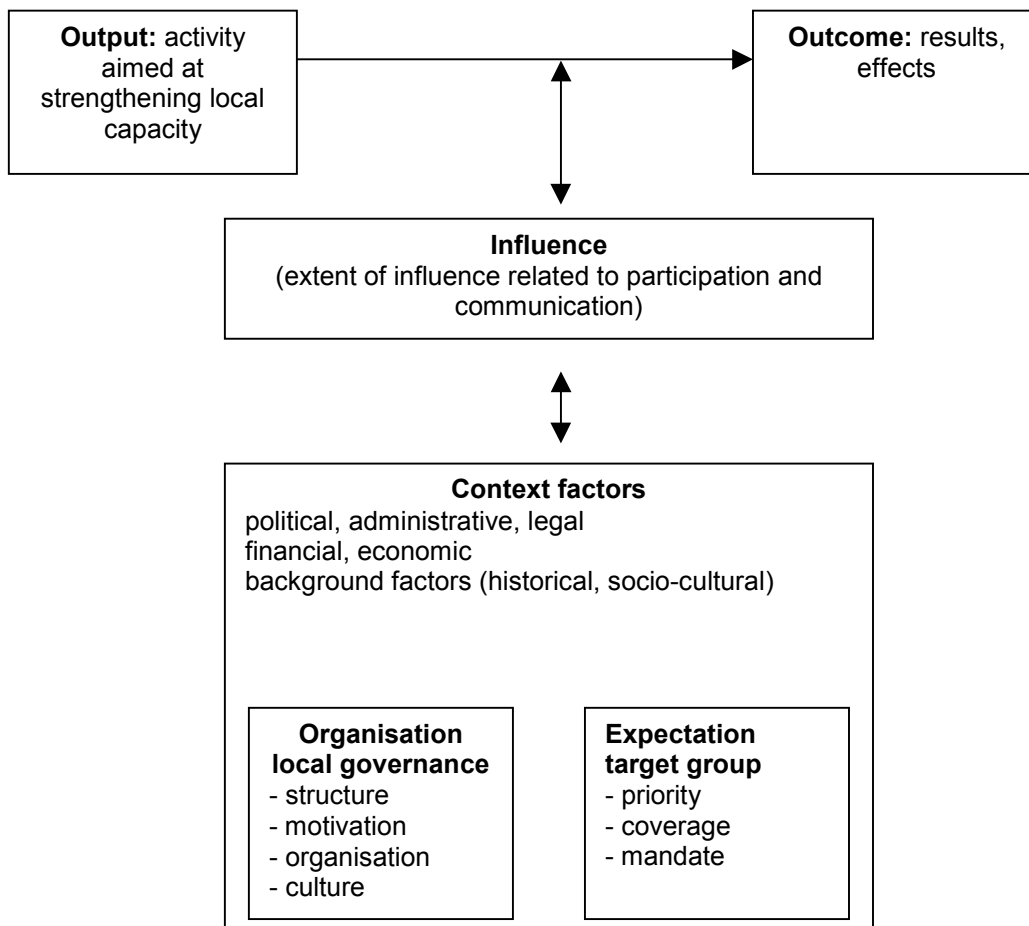 Output: activity
aimed at
strengthening local
capacity
Outcome: results,
effects
Influence
(extent of influence related to participation and
communication)
Context factors
political, administrative, legal
financial, economic
background factors (historical, socio-cultural)
Organisation
local governance
- structure
- motivation
- organisation
- culture
Expectation
target group
- priority
- coverage
- mandate